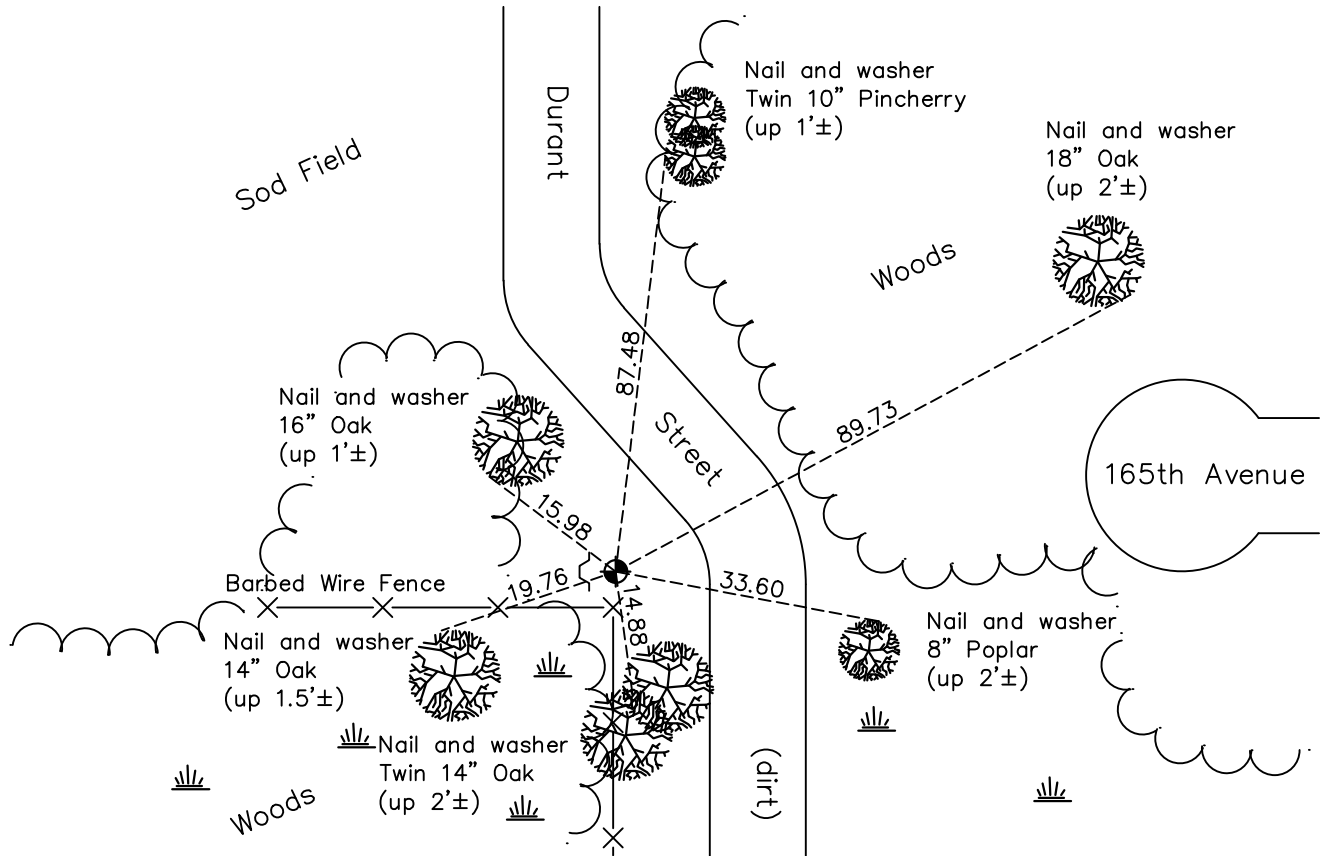 Nail and washer
Twin 10” Pincherry
(up 1'±)
Durant
Nail and washer
18” Oak
(up 2'±)
Sod Field
Woods
87.48
Nail and washer
16” Oak
(up 1'±)
89.73
Street
165th Avenue
15.98
Barbed Wire Fence
19.76
33.60
14.88
Nail and washer
14” Oak
(up 1.5'±)
Nail and washer
8” Poplar
(up 2'±)
Nail and washer
Twin 14” Oak
(up 2'±)
Woods
(dirt)